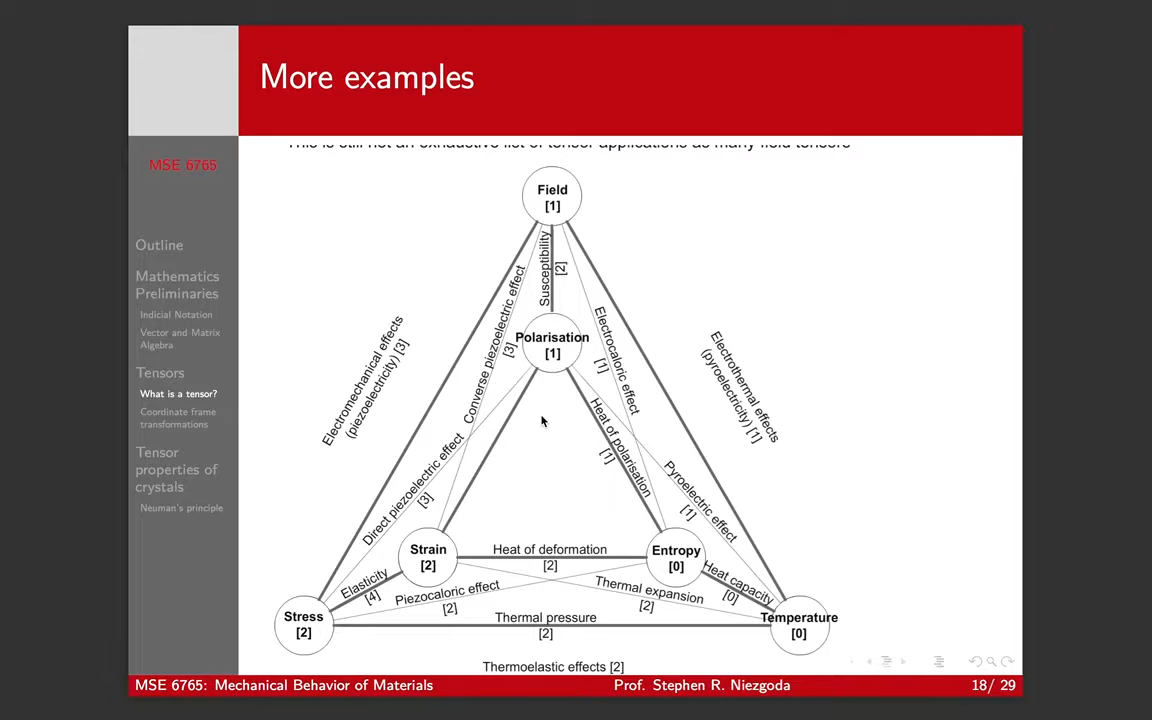 More examples
MSE 6765
Outline
Mathematics
Preliminaries
Indicial Notation
Vector and Matrix
Algebra
Tensors
What is a tensor?
Coordinate frame
transformations
Tensor
properties of
crystals
Neuman's principle
This is still not an exhaustive list of tensor applications as many field tensors
Field
[1]
Susceptibility
[2]
Polarisation
[1]
Electromechanical effects
(piezoelectricity) [3]
Converse piezoelectric effect
[3]
Electrocaloric effect
[1]
Electrothermal effects
(pyroelectricity) [1]
Direct piezoelectric effect
[3]
Heat of polarisation
[1]
Pyroelectric effect
[1]
Strain
[2]
Heat of deformation
[2]
Entropy
[0]
Elasticity
[4]
Piezocaloric effect
[2]
Thermal expansion
[2]
Heat capacity
[0]
Stress
[2]
Thermal pressure
[2]
Temperature
[0]
Thermoelastic effects [2]
MSE 6765: Mechanical Behavior of Materials
Prof. Stephen R. Niezgoda
18/ 29